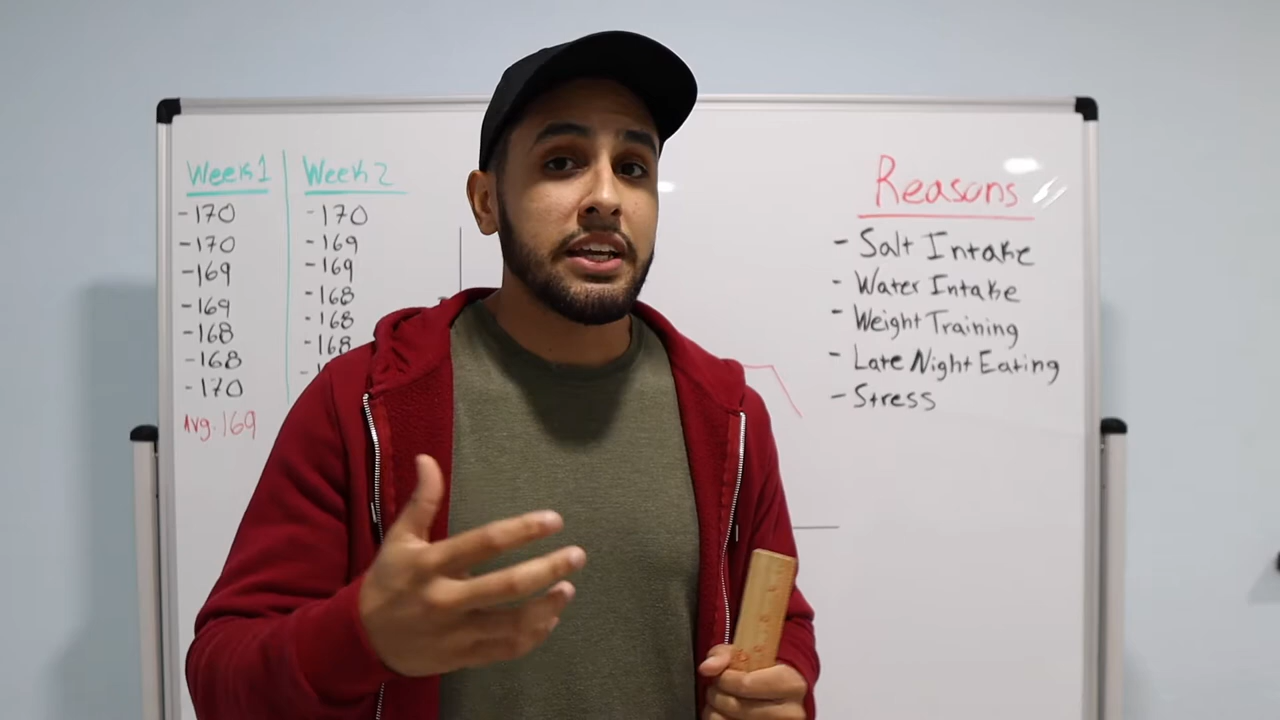 Week 1
-170
-170
-169
-169
-168
-168
-170
Avg. 169
Week 2
-170
-169
-169
-168
-168
-168
-
Reasons
- Salt Intake
- Water Intake
- Weight Training
- Late Night Eating
- Stress